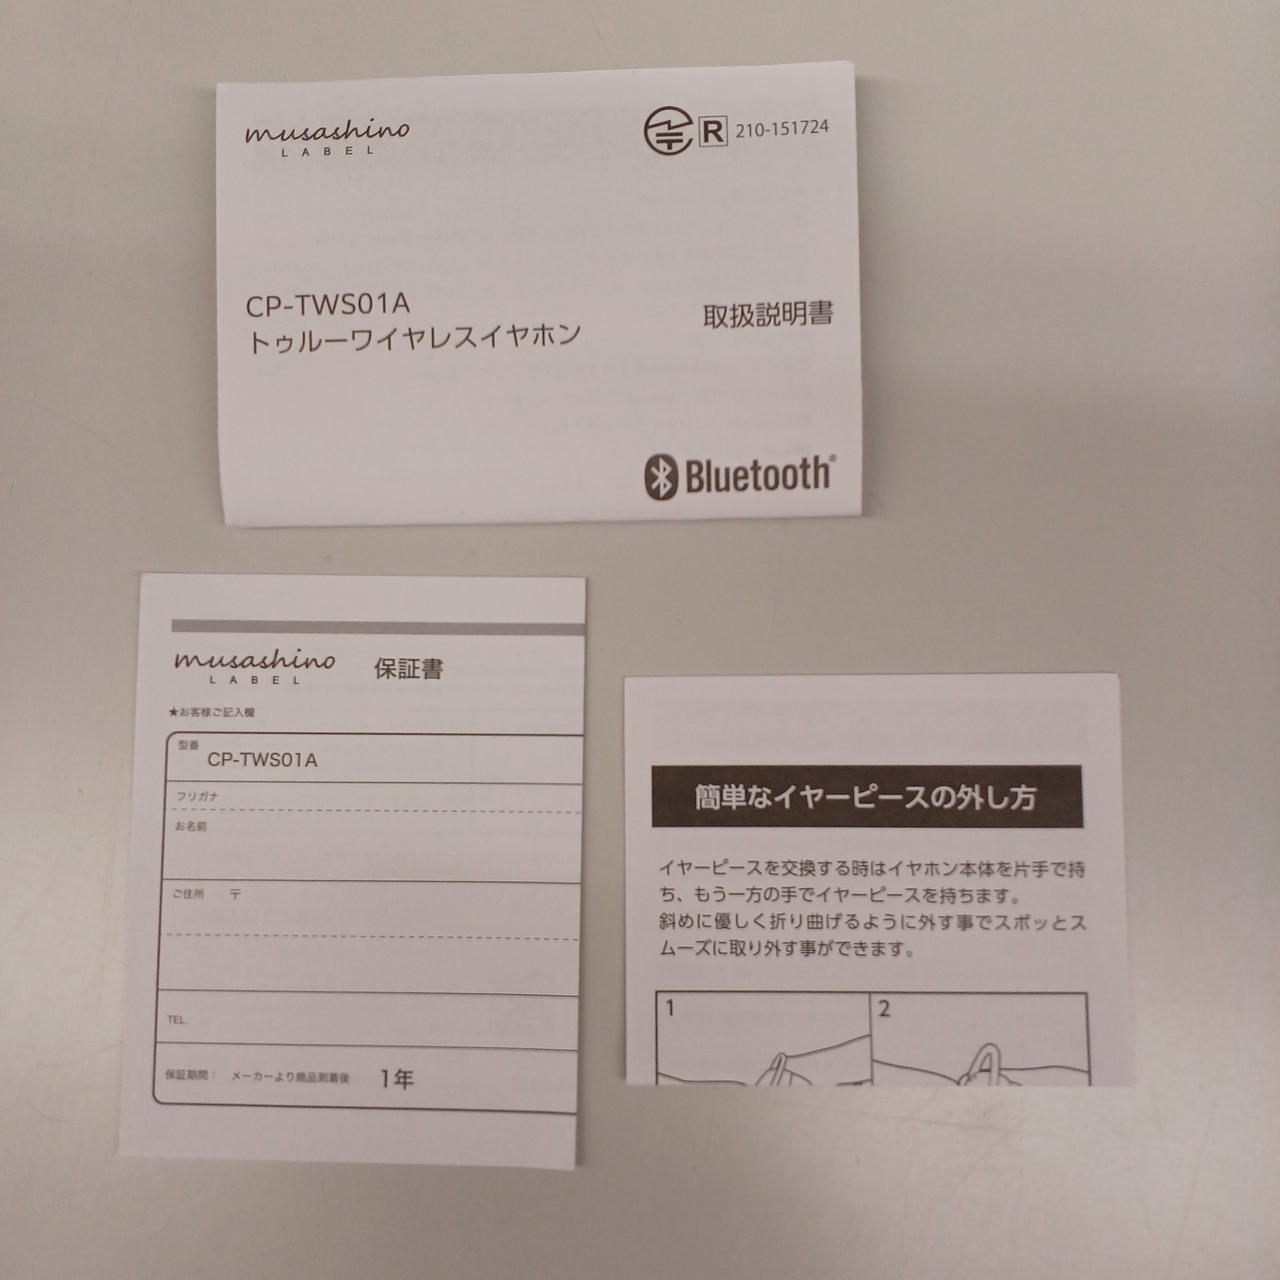 musashino
LABEL
R 210-151724
CP-TWS01A
トゥルーワイヤレスイヤホン
取扱説明書
Bluetooth®
musashino
LABEL
保証書
★お客様ご記入欄
型番
CP-TWS01A
フリガナ
お名前
ご住所 〒
TEL.
保証期間： メーカーより商品到着後 1年
簡単なイヤーピースの外し方
イヤーピースを交換する時はイヤホン本体を片手で持
ち、もう一方の手でイヤーピースを持ちます。
斜めに優しく折り曲げるように外す事でスポッとス
ムーズに取り外す事ができます。
1
2